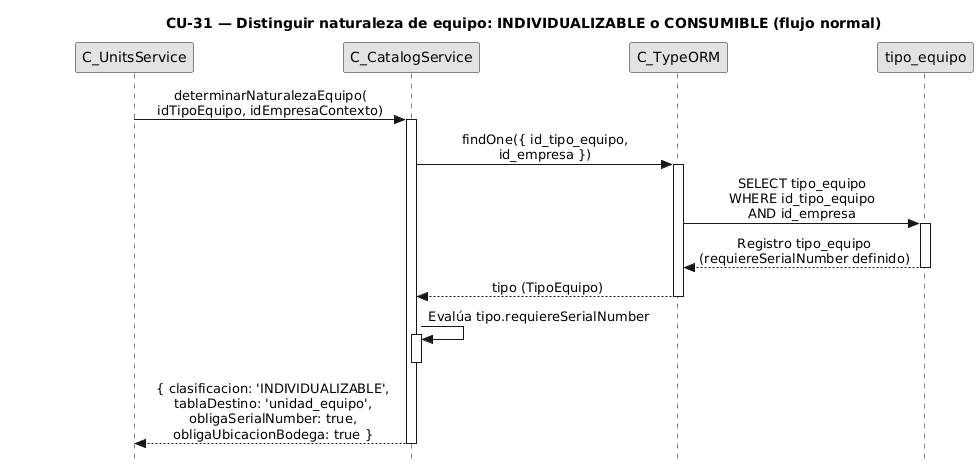 CU-31 — Distinguir naturaleza de equipo: INDIVIDUALIZABLE o CONSUMIBLE (flujo normal)
C_UnitsService
C_CatalogService
C_TypeORM
tipo_equipo
determinarNaturalezaEquipo(
idTipoEquipo, idEmpresaContexto)
findOne({ id_tipo_equipo,
id_empresa })
SELECT tipo_equipo
WHERE id_tipo_equipo
AND id_empresa
Registro tipo_equipo
(requiereSerialNumber definido)
tipo (TipoEquipo)
Evalúa tipo.requiereSerialNumber
{ clasificacion: 'INDIVIDUALIZABLE',
tablaDestino: 'unidad_equipo',
obligaSerialNumber: true,
obligaUbicacionBodega: true }